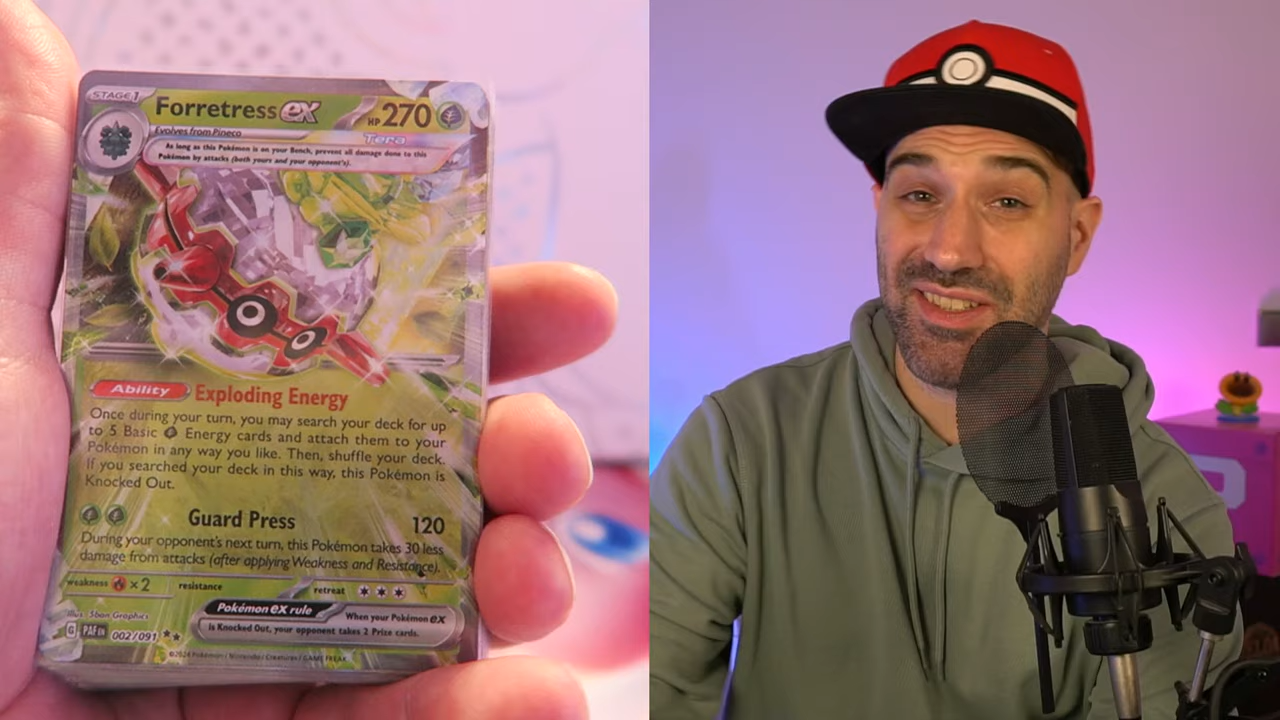 STAGE 1
Forretress ex
HP 270
Evolves from Pineco
Tera
As long as this Pokémon is on your Bench, prevent all damage done to this
Pokémon by attacks (both yours and your opponent's).
Ability Exploding Energy
Once during your turn, you may search your deck for up
to 5 Basic Energy cards and attach them to your
Pokémon in any way you like. Then, shuffle your deck.
If you searched your deck in this way, this Pokémon is
Knocked Out.
Guard Press 120
During your opponent's next turn, this Pokémon takes 30 less
damage from attacks (after applying Weakness and Resistance).
weakness ×2 resistance retreat
Pokémon ex rule
When your Pokémon ex
is Knocked Out, your opponent takes 2 Prize cards.
Illus. 5ban Graphics
G PAF EN 002/091
©2024 Pokémon / Nintendo / Creatures / GAME FREAK